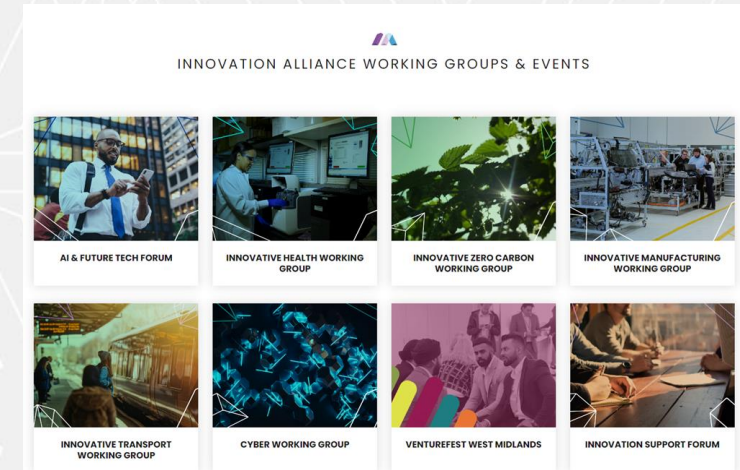 INNOVATION ALLIANCE WORKING GROUPS & EVENTS
AI & FUTURE TECH FORUM
INNOVATIVE HEALTH WORKING
GROUP
INNOVATIVE ZERO CARBON
WORKING GROUP
INNOVATIVE MANUFACTURING
WORKING GROUP
INNOVATIVE TRANSPORT
WORKING GROUP
CYBER WORKING GROUP
VENTUREFEST WEST MIDLANDS
INNOVATION SUPPORT FORUM